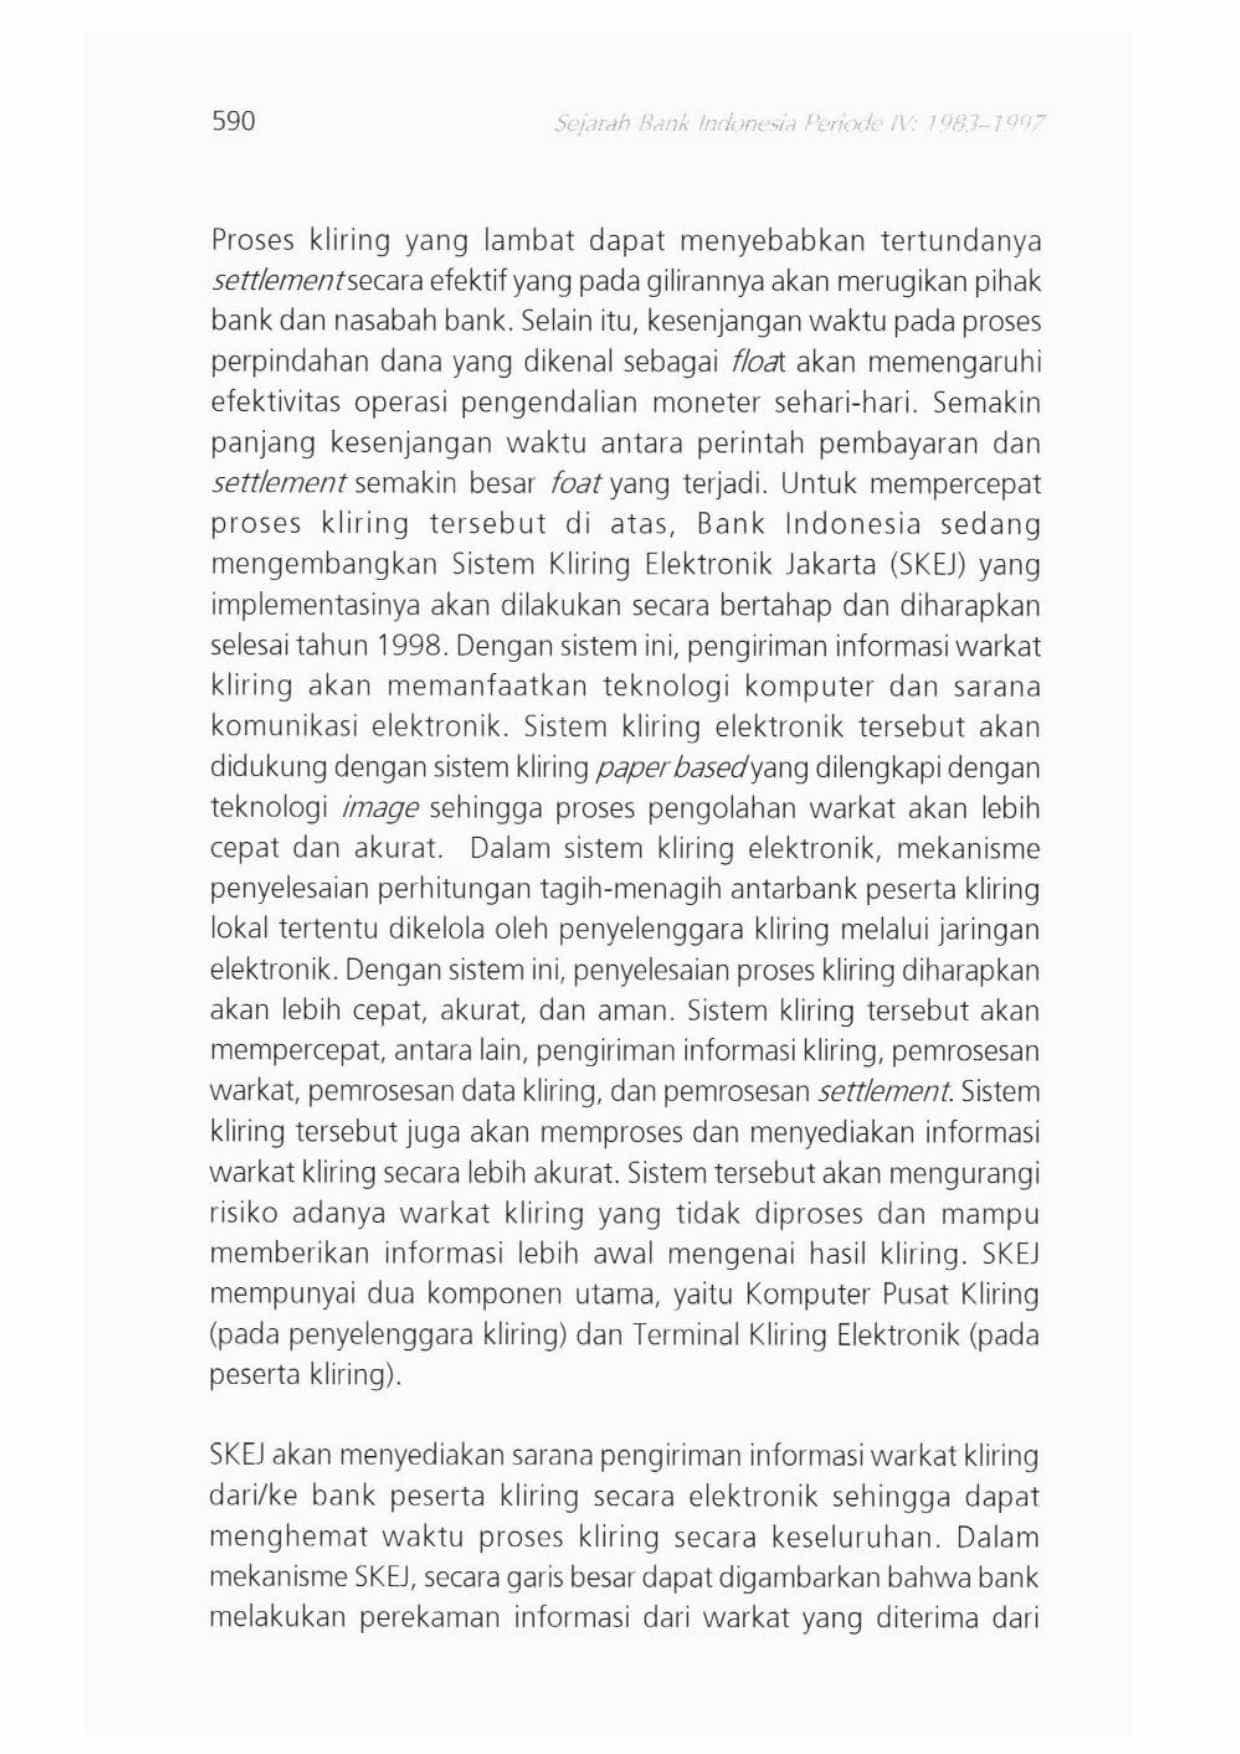 590
Sejarah Bank Indonesia Periode IV: 1983–1997
Proses kliring yang lambat dapat menyebabkan tertundanya
settlement secara efektif yang pada gilirannya akan merugikan pihak
bank dan nasabah bank. Selain itu, kesenjangan waktu pada proses
perpindahan dana yang dikenal sebagai float akan memengaruhi
efektivitas operasi pengendalian moneter sehari-hari. Semakin
panjang kesenjangan waktu antara perintah pembayaran dan
settlement semakin besar foat yang terjadi. Untuk mempercepat
proses kliring tersebut di atas, Bank Indonesia sedang
mengembangkan Sistem Kliring Elektronik Jakarta (SKEJ) yang
implementasinya akan dilakukan secara bertahap dan diharapkan
selesai tahun 1998. Dengan sistem ini, pengiriman informasi warkat
kliring akan memanfaatkan teknologi komputer dan sarana
komunikasi elektronik. Sistem kliring elektronik tersebut akan
didukung dengan sistem kliring paper based yang dilengkapi dengan
teknologi image sehingga proses pengolahan warkat akan lebih
cepat dan akurat. Dalam sistem kliring elektronik, mekanisme
penyelesaian perhitungan tagih-menagih antarbank peserta kliring
lokal tertentu dikelola oleh penyelenggara kliring melalui jaringan
elektronik. Dengan sistem ini, penyelesaian proses kliring diharapkan
akan lebih cepat, akurat, dan aman. Sistem kliring tersebut akan
mempercepat, antara lain, pengiriman informasi kliring, pemrosesan
warkat, pemrosesan data kliring, dan pemrosesan settlement. Sistem
kliring tersebut juga akan memproses dan menyediakan informasi
warkat kliring secara lebih akurat. Sistem tersebut akan mengurangi
risiko adanya warkat kliring yang tidak diproses dan mampu
memberikan informasi lebih awal mengenai hasil kliring. SKEJ
mempunyai dua komponen utama, yaitu Komputer Pusat Kliring
(pada penyelenggara kliring) dan Terminal Kliring Elektronik (pada
peserta kliring).
SKEJ akan menyediakan sarana pengiriman informasi warkat kliring
dari/ke bank peserta kliring secara elektronik sehingga dapat
menghemat waktu proses kliring secara keseluruhan. Dalam
mekanisme SKEJ, secara garis besar dapat digambarkan bahwa bank
melakukan perekaman informasi dari warkat yang diterima dari